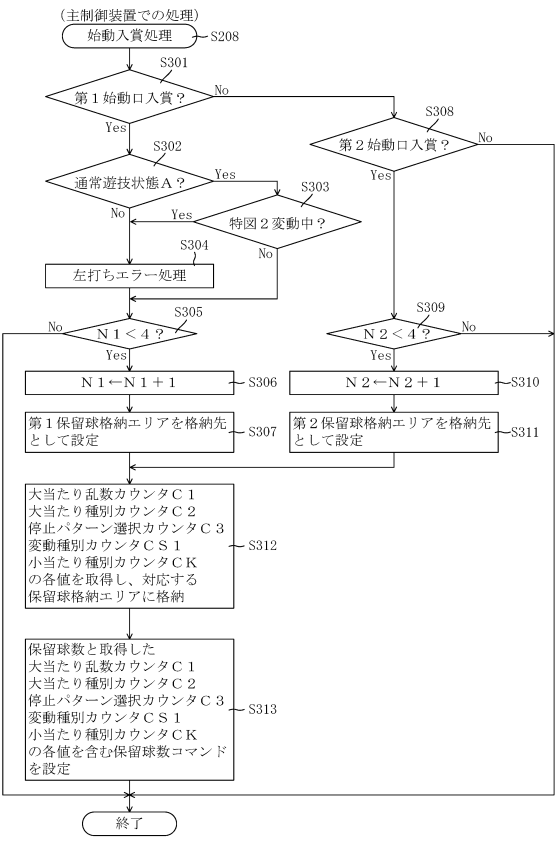 （主制御装置での処理）
始動入賞処理
S208
S301
第１始動口入賞？
No
Yes
S308
第２始動口入賞？
No
Yes
S302
通常遊技状態Ａ？
Yes
No
S303
特図２変動中？
Yes
No
S304
左打ちエラー処理
S305
Ｎ１＜４？
No
Yes
S309
Ｎ２＜４？
No
Yes
Ｎ１←Ｎ１＋１
S306
Ｎ２←Ｎ２＋１
S310
第１保留球格納エリアを格納先
として設定
S307
第２保留球格納エリアを格納先
として設定
S311
大当たり乱数カウンタＣ１
大当たり種別カウンタＣ２
停止パターン選択カウンタＣ３
変動種別カウンタＣＳ１
小当たり種別カウンタＣＫ
の各値を取得し、対応する
保留球格納エリアに格納
S312
保留球数と取得した
大当たり乱数カウンタＣ１
大当たり種別カウンタＣ２
停止パターン選択カウンタＣ３
変動種別カウンタＣＳ１
小当たり種別カウンタＣＫ
の各値を含む保留球数コマンド
を設定
S313
終了